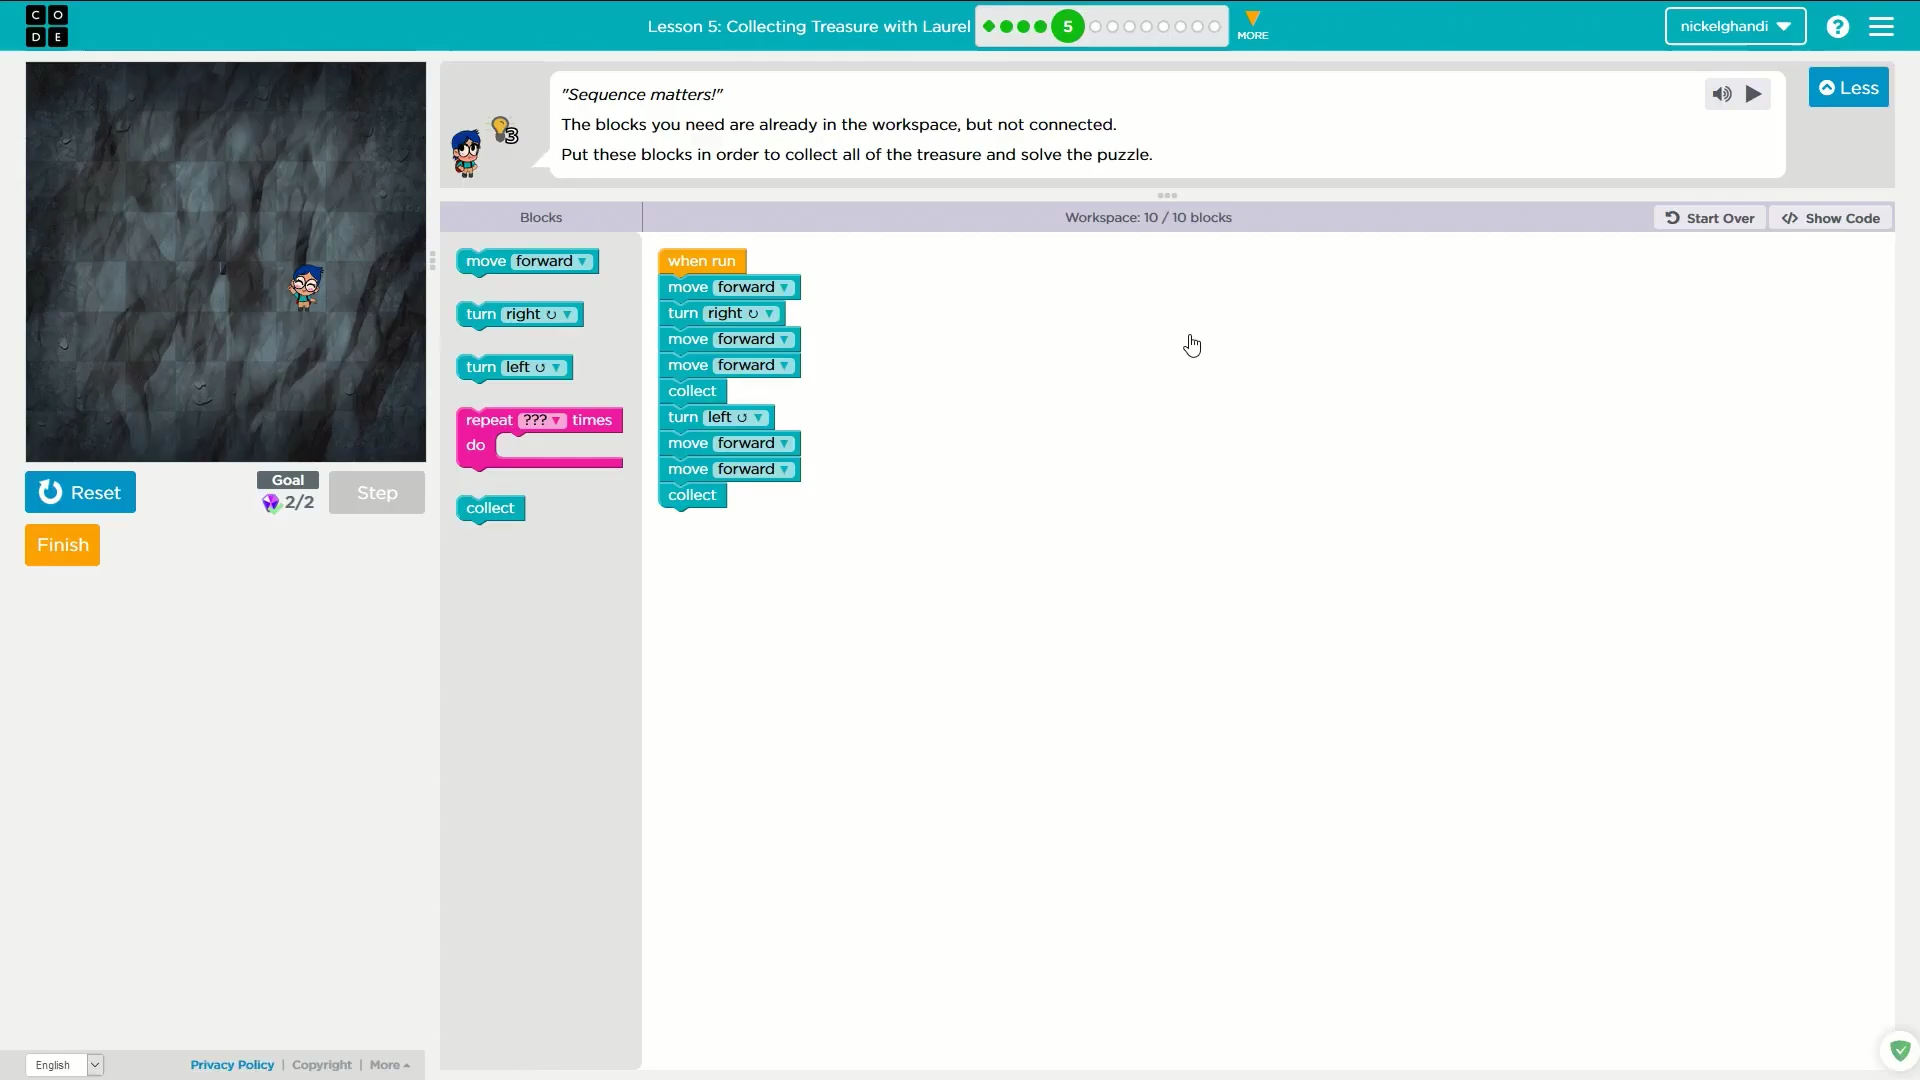 C O
D E
Lesson 5: Collecting Treasure with Laurel
5
MORE
nickelghandi
?
"Sequence matters!"
The blocks you need are already in the workspace, but not connected.
Put these blocks in order to collect all of the treasure and solve the puzzle.
3
Less
Blocks
Workspace: 10 / 10 blocks
Start Over
</> Show Code
move forward
turn right ↻
turn left ↺
repeat ??? times
do
collect
when run
move forward
turn right ↻
move forward
move forward
collect
turn left ↺
move forward
move forward
collect
Reset
Goal
2/2
Step
Finish
English
Privacy Policy | Copyright | More